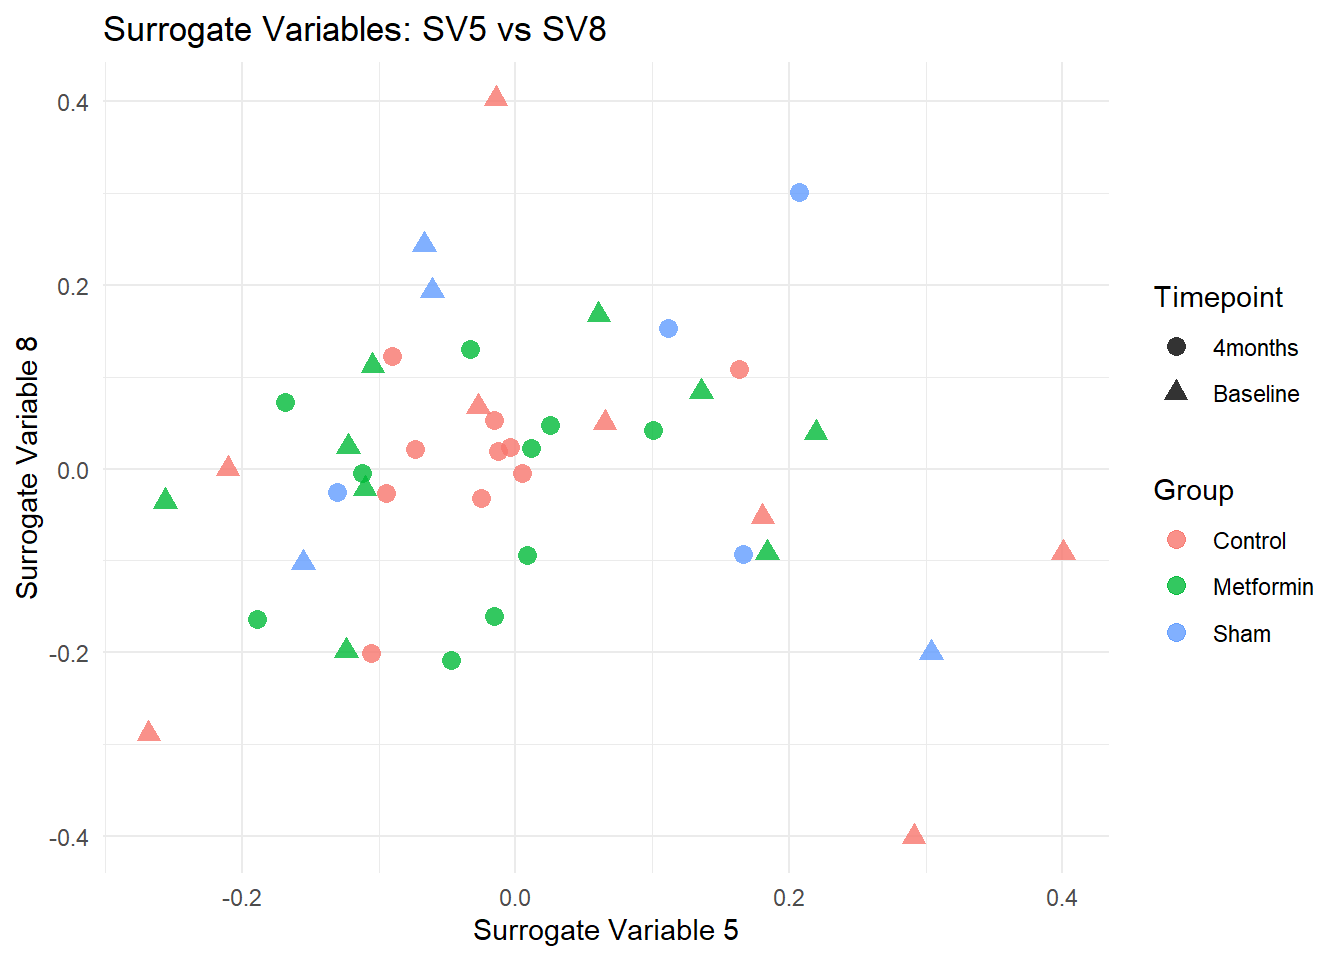 Surrogate Variables: SV5 vs SV8
0.4
0.2
0.0
-0.2
-0.4
Surrogate Variable 8
-0.2
0.0
0.2
0.4
Surrogate Variable 5
Timepoint
4months
Baseline
Group
Control
Metformin
Sham